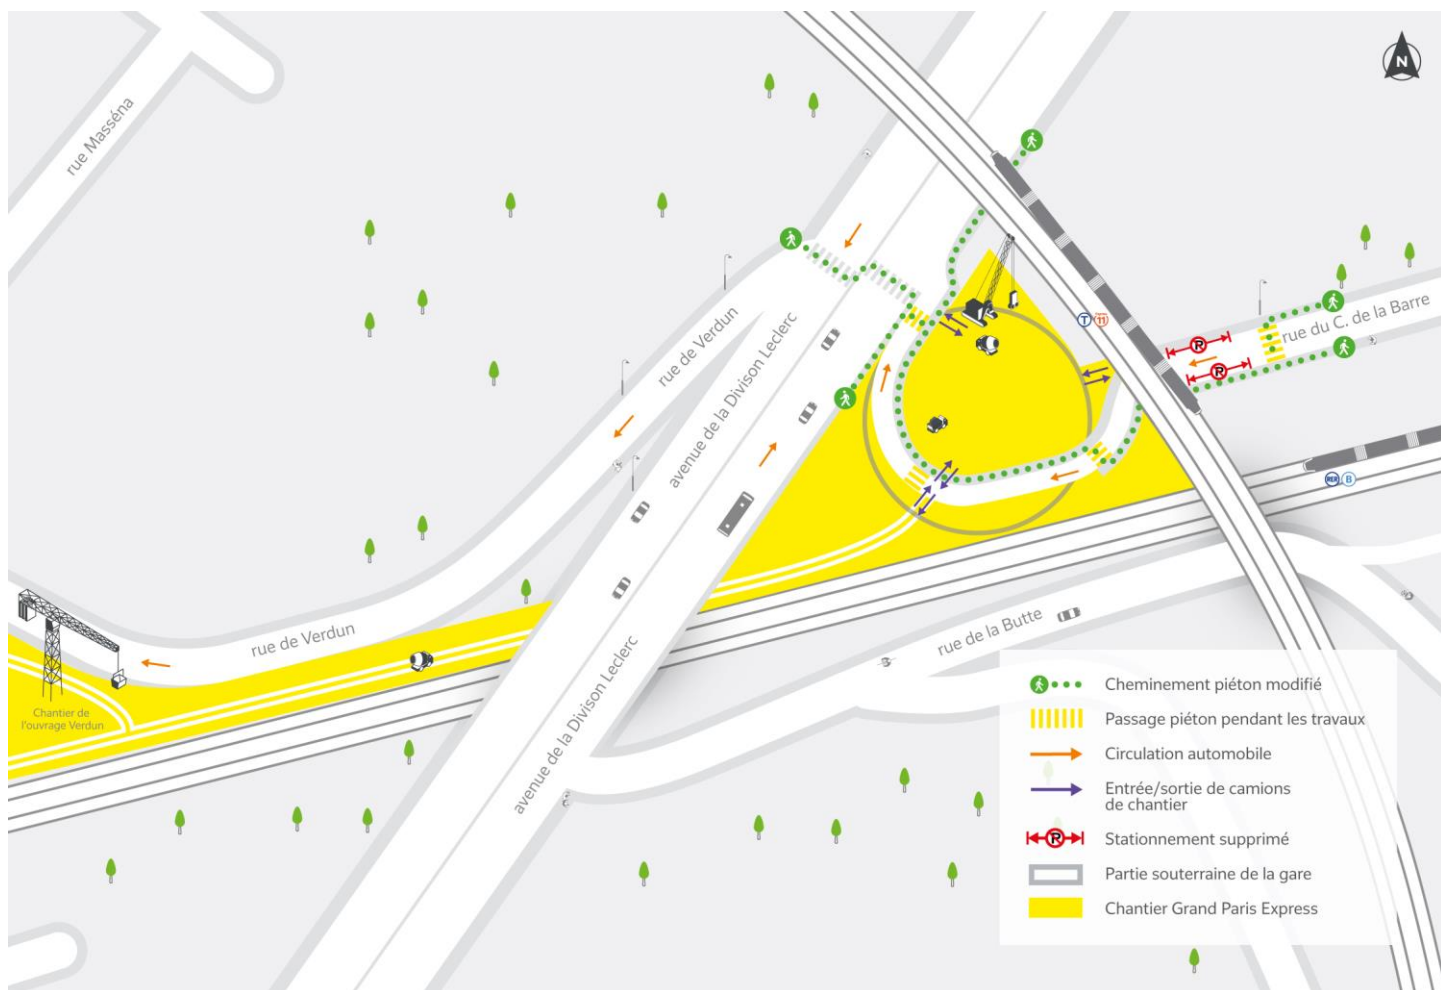 N
rue Masséna
rue de Verdun
avenue de la Divison Leclerc
T 11
rue du C. de la Barre
P
P
RER B
rue de Verdun
avenue de la Divison Leclerc
rue de la Butte
Chantier de
l'ouvrage Verdun
Cheminement piéton modifié
Passage piéton pendant les travaux
Circulation automobile
Entrée/sortie de camions
de chantier
P
Stationnement supprimé
Partie souterraine de la gare
Chantier Grand Paris Express